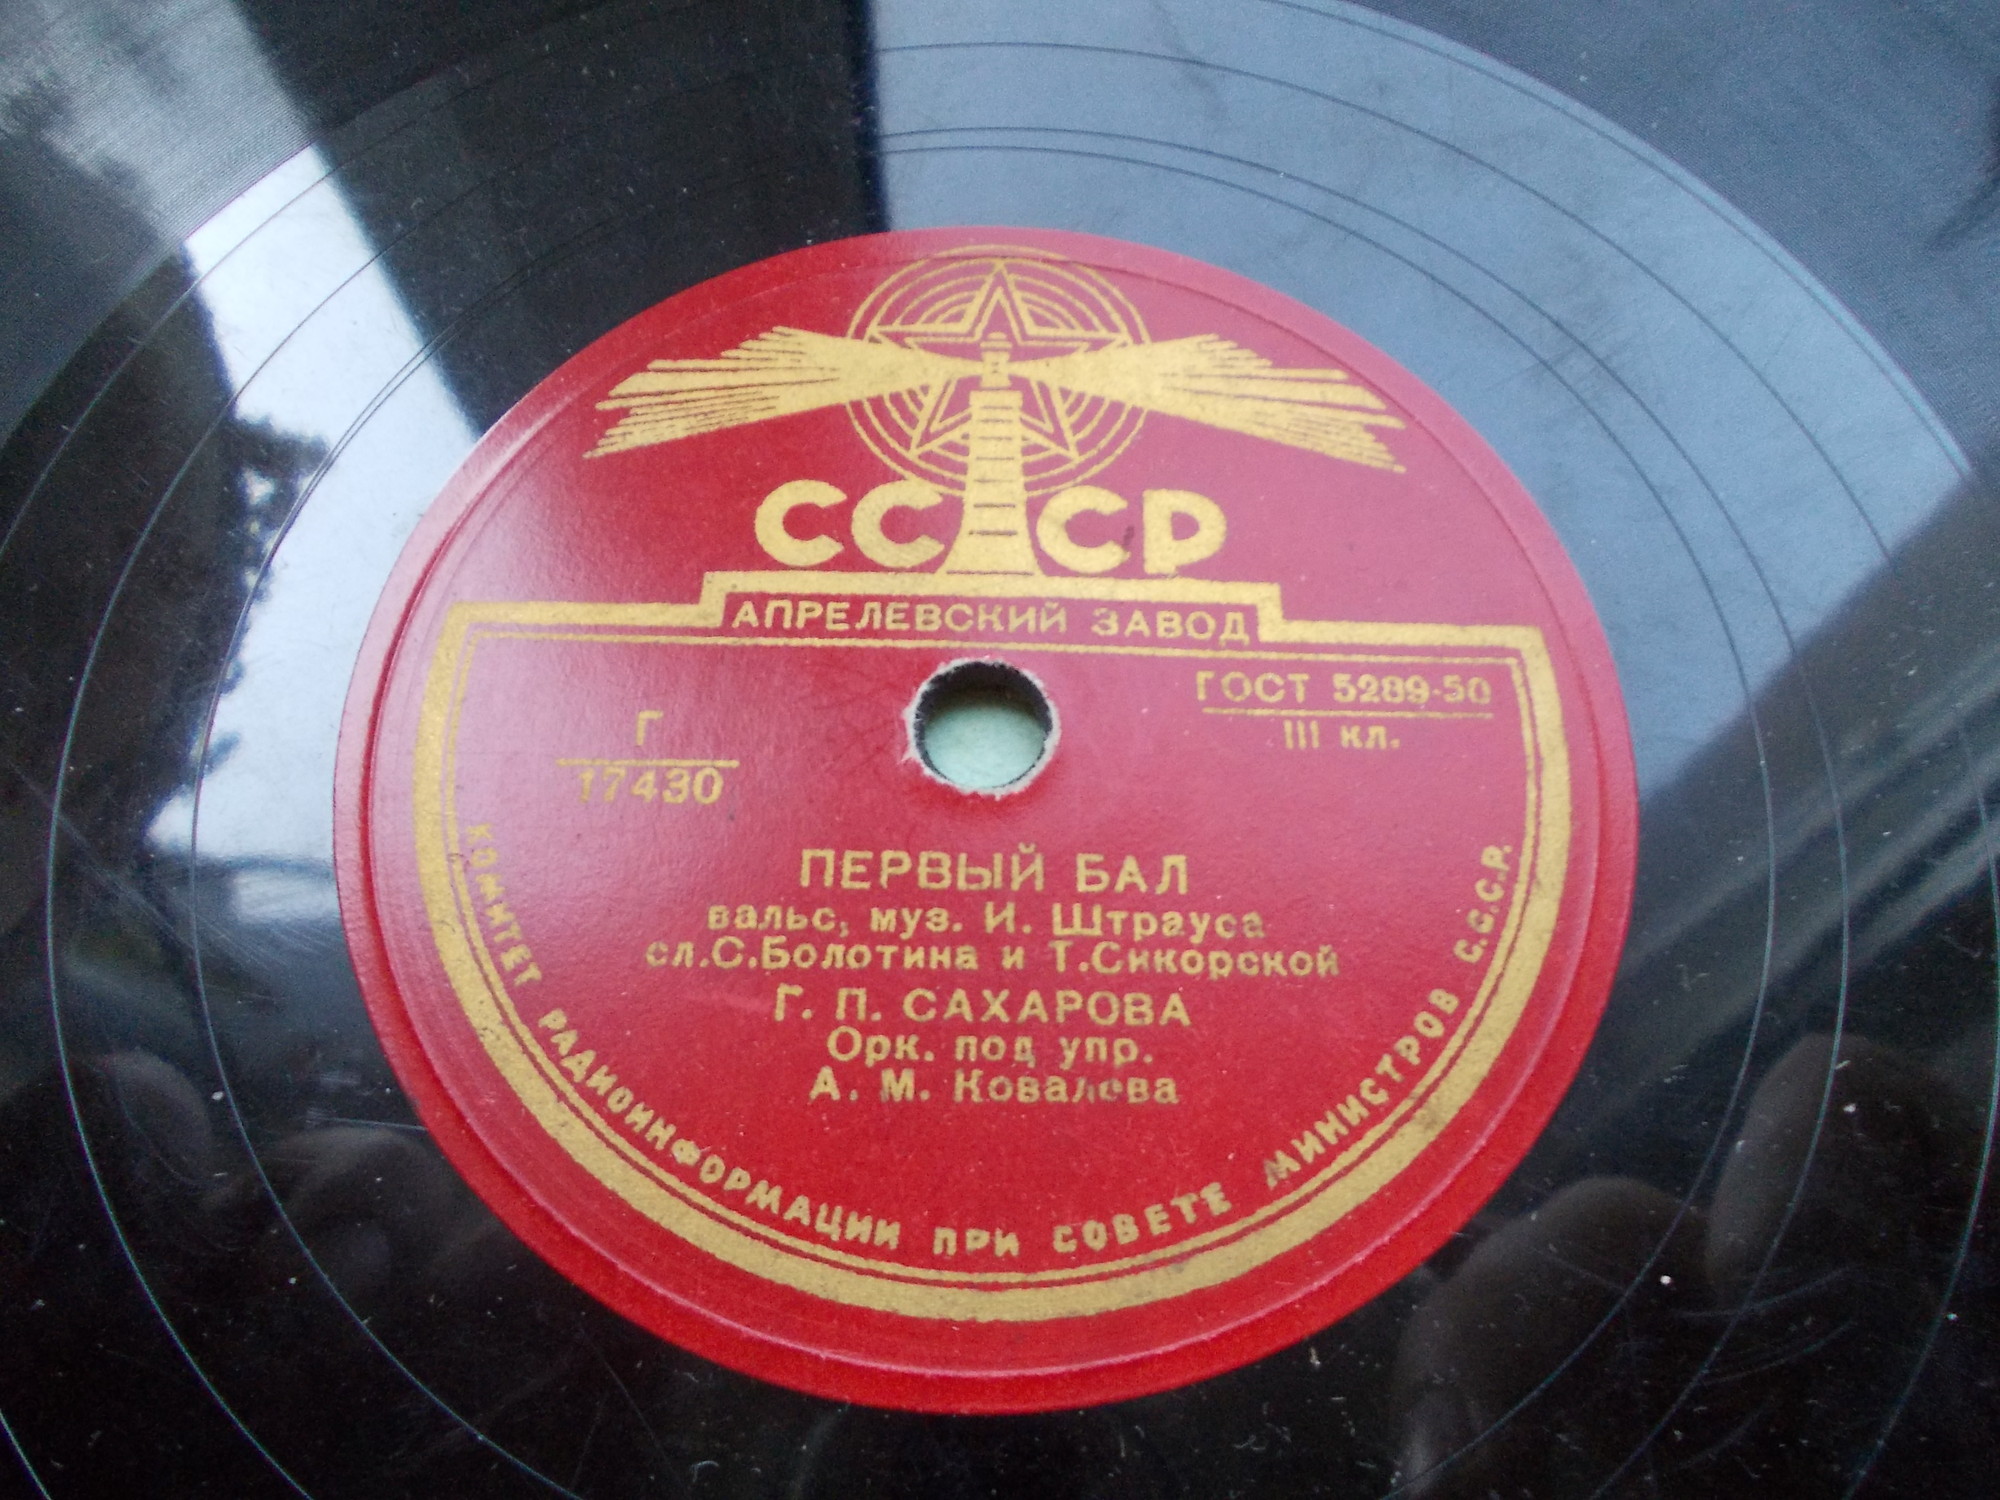 СССР
АПРЕЛЕВСКИЙ ЗАВОД
ГОСТ 5289-50
III кл.
Г
17430
ПЕРВЫЙ БАЛ
вальс, муз. И. Штрауса
сл. С. Болотина и Т. Сикорской
Г. П. САХАРОВА
Орк. под упр.
А. М. Ковалева
КОМИТЕТ РАДИОИНФОРМАЦИИ ПРИ СОВЕТЕ МИНИСТРОВ С.С.С.Р.